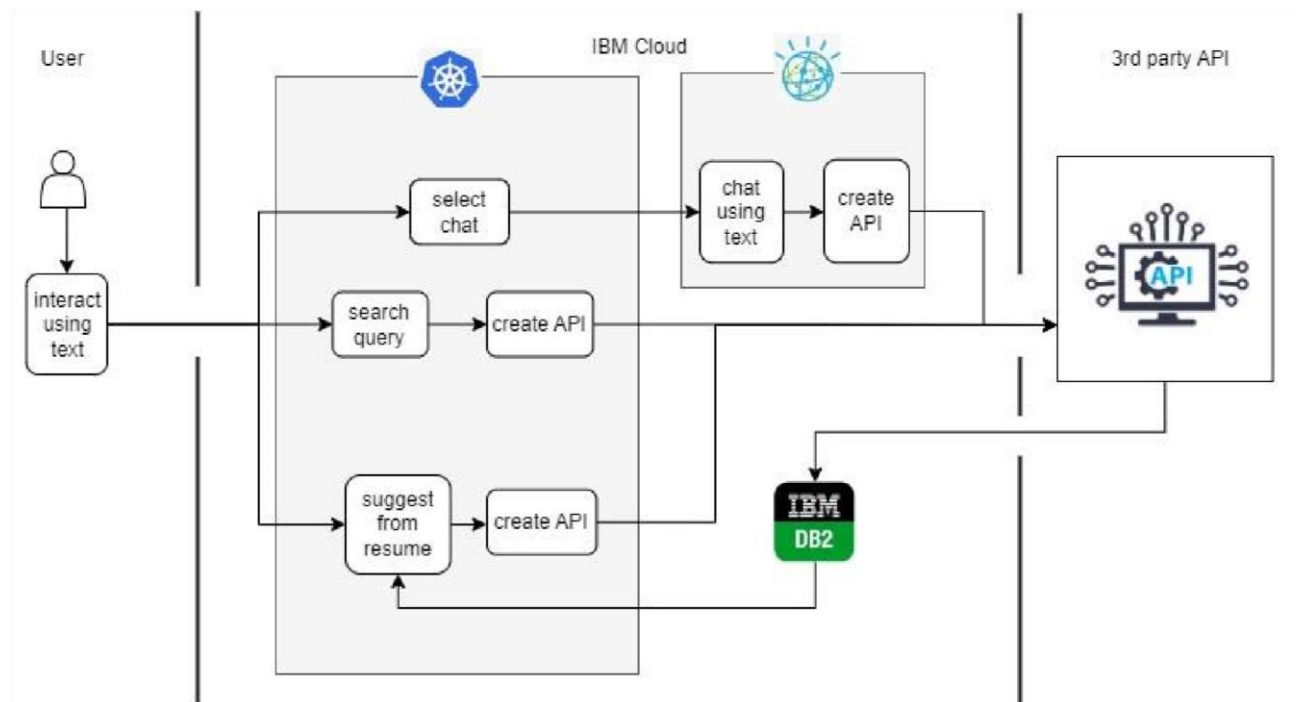 User
IBM Cloud
3rd party API
select
chat
chat
using
text
create
API
API
interact
using
text
search
query
create API
suggest
from
resume
create API
IBM
DB2